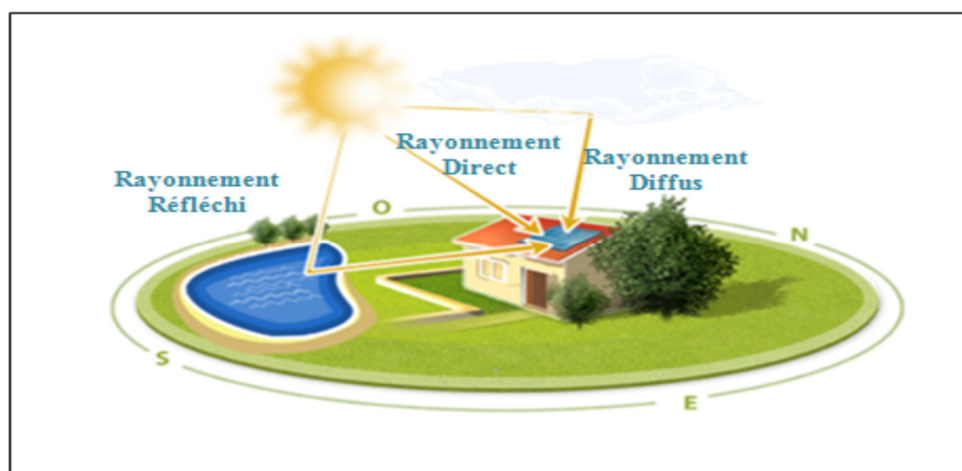 Rayonnement
Direct
Rayonnement
Diffus
Rayonnement
Réfléchi
O
N
S
E